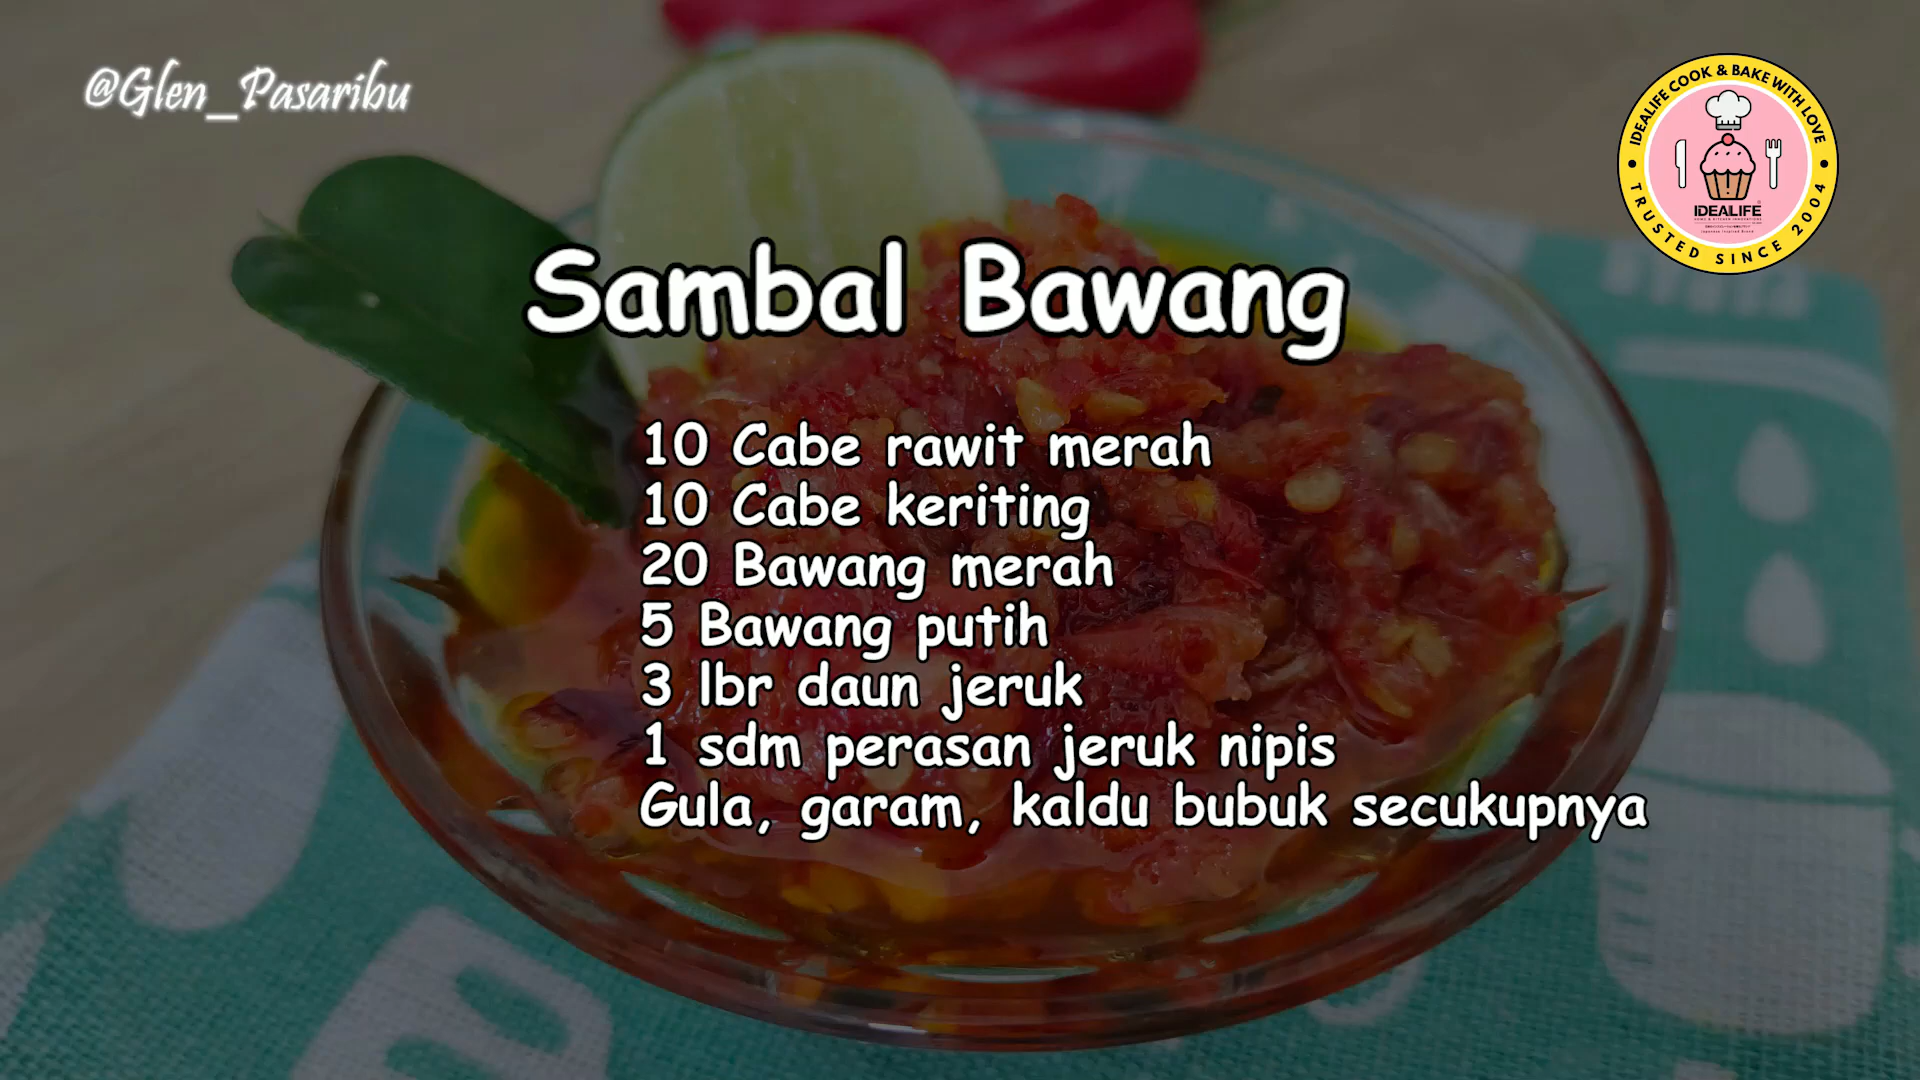 @Glen_Pasaribu
IDEALIFE COOK & BAKE WITH LOVE
IDEALIFE
TRUSTED SINCE 2004
Sambal Bawang
10 Cabe rawit merah
10 Cabe keriting
20 Bawang merah
5 Bawang putih
3 lbr daun jeruk
1 sdm perasan jeruk nipis
Gula, garam, kaldu bubuk secukupnya